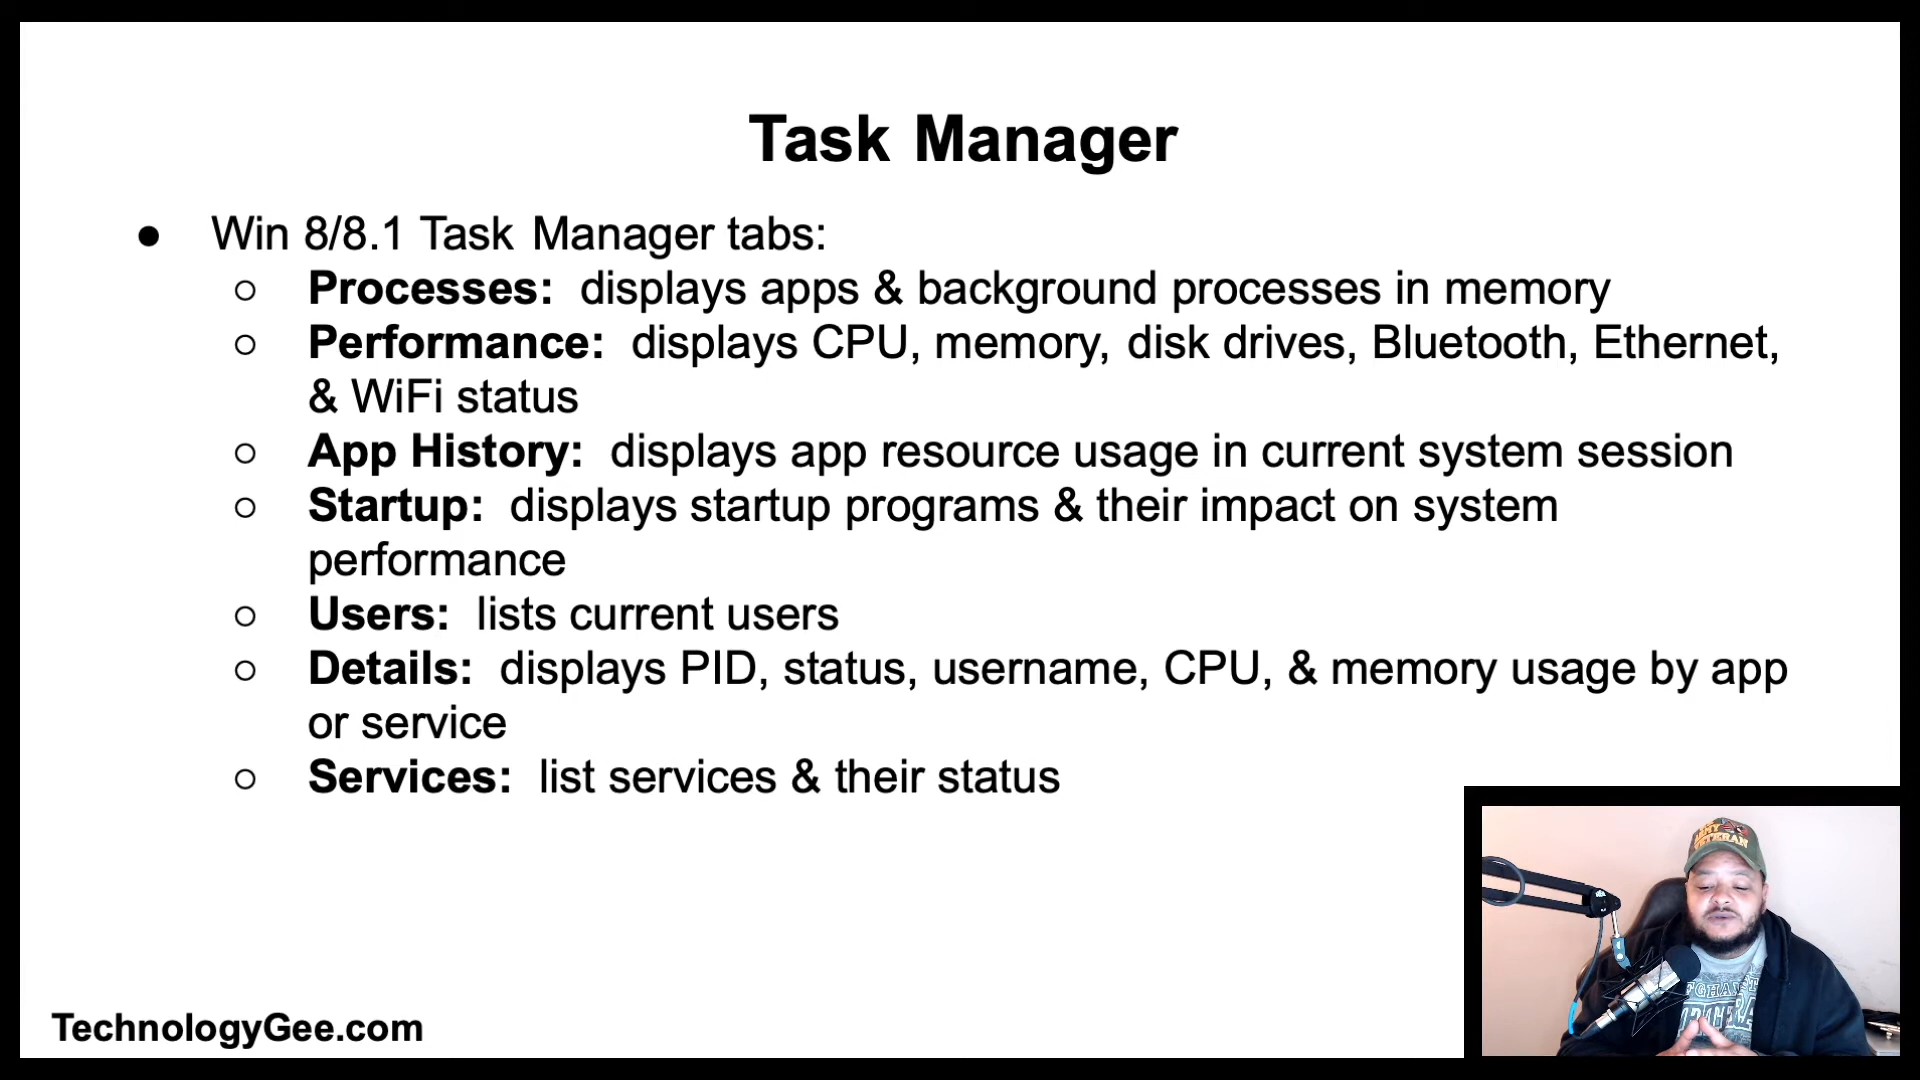 Task Manager
● Win 8/8.1 Task Manager tabs:
○ Processes: displays apps & background processes in memory
○ Performance: displays CPU, memory, disk drives, Bluetooth, Ethernet,
& WiFi status
○ App History: displays app resource usage in current system session
○ Startup: displays startup programs & their impact on system
performance
○ Users: lists current users
○ Details: displays PID, status, username, CPU, & memory usage by app
or service
○ Services: list services & their status
ARMY
VETERAN
TechnologyGee.com